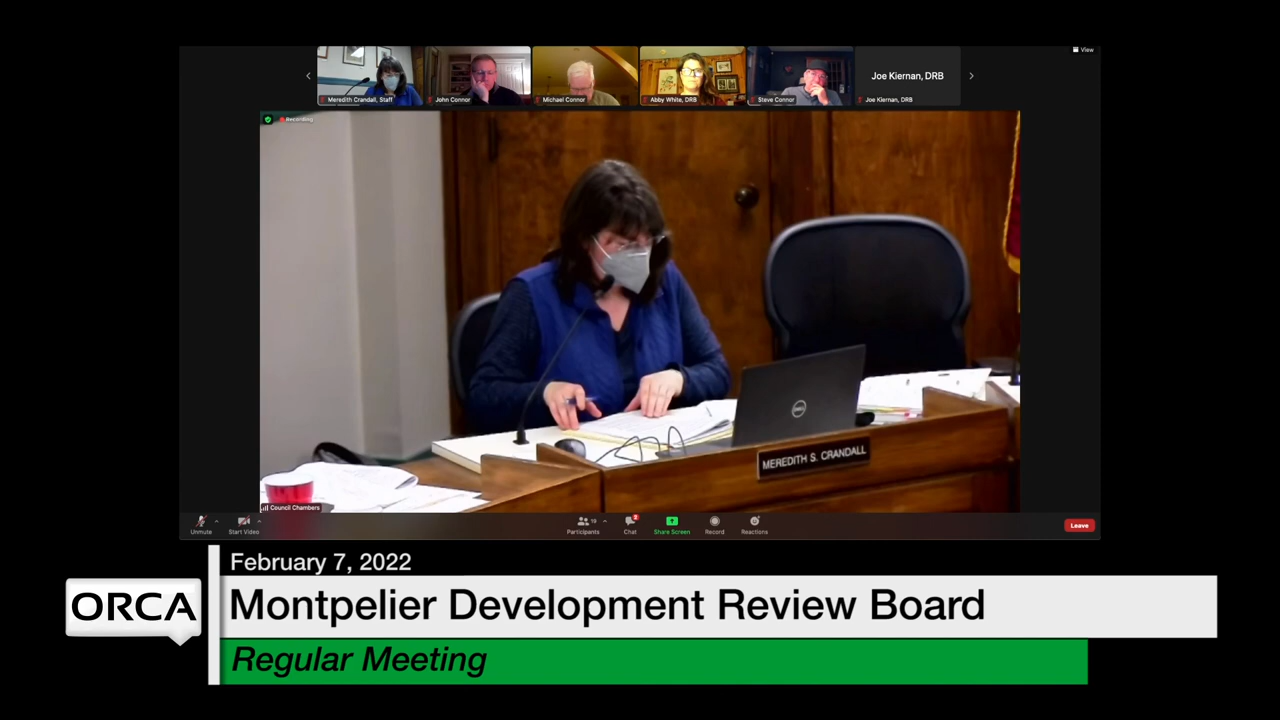 View
Joe Kiernan, DRB
Meredith Crandall, Staff
John Connor
Michael Connor
Abby White, DRB
Steve Connor
Joe Kiernan, DRB
Recording
MEREDITH S. CRANDALL
DELL
Council Chambers
Unmute
Start Video
Participants
Chat
Share Screen
Record
Reactions
Leave
February 7, 2022
ORCA
Montpelier Development Review Board
Regular Meeting